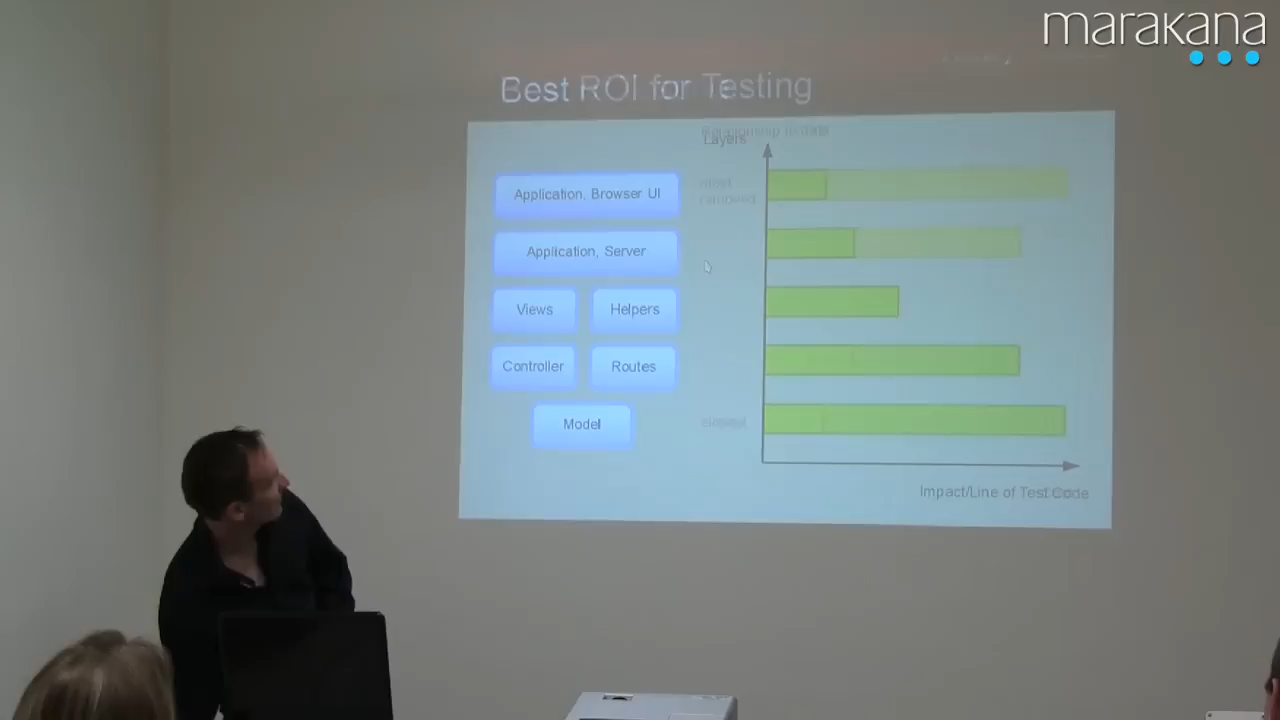 marakana
Best ROI for Testing
Layers
Application, Browser UI
Application, Server
Views
Helpers
Controller
Routes
Model
closest
Impact/Line of Test Code